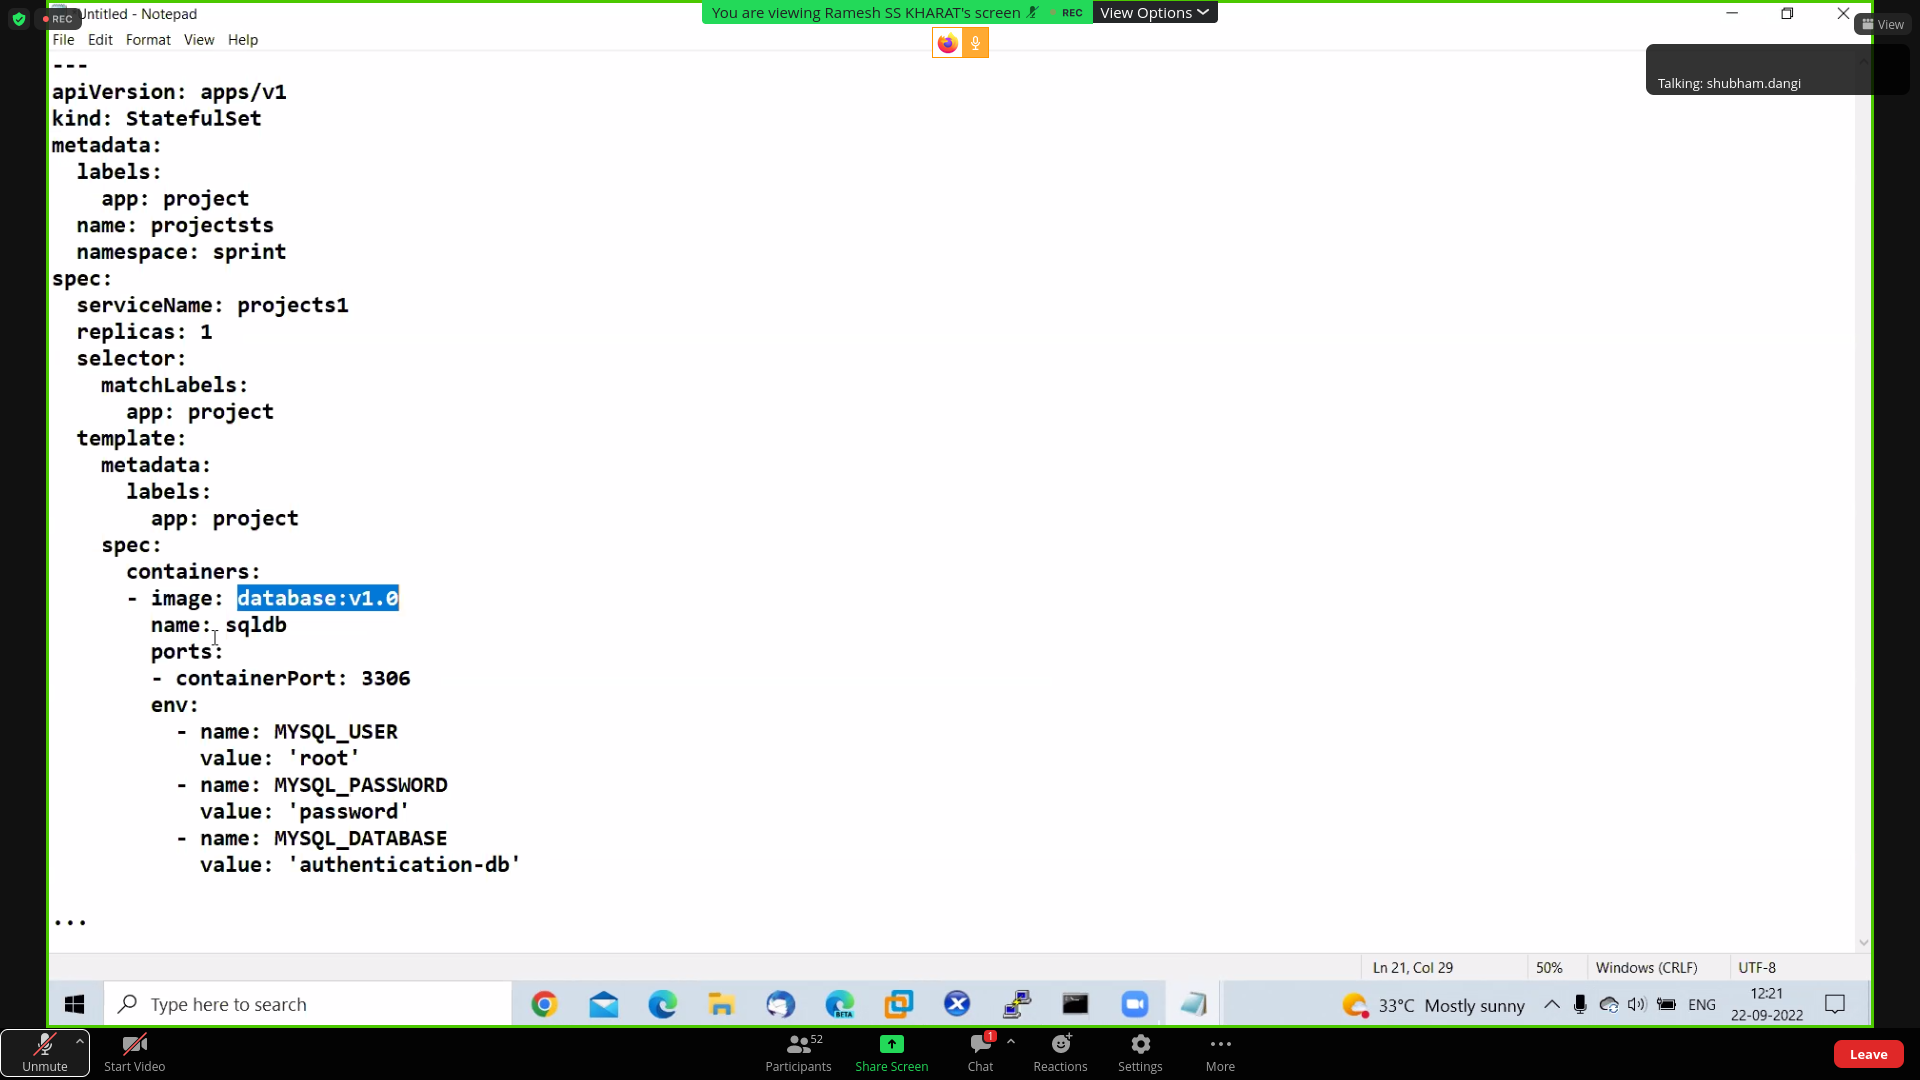 REC
Untitled - Notepad
You are viewing Ramesh SS KHARAT's screen
REC
View Options
View
File Edit Format View Help
Talking: shubham.dangi
---
apiVersion: apps/v1
kind: StatefulSet
metadata:
  labels:
    app: project
  name: projectsts
  namespace: sprint
spec:
  serviceName: projects1
  replicas: 1
  selector:
    matchLabels:
      app: project
  template:
    metadata:
      labels:
        app: project
    spec:
      containers:
      - image: database:v1.0
        name: sqldb
        ports:
        - containerPort: 3306
        env:
          - name: MYSQL_USER
            value: 'root'
          - name: MYSQL_PASSWORD
            value: 'password'
          - name: MYSQL_DATABASE
            value: 'authentication-db'
...
Ln 21, Col 29
50%
Windows (CRLF)
UTF-8
Type here to search
BETA
33°C Mostly sunny
ENG
12:21
22-09-2022
Unmute
Start Video
52
Participants
Share Screen
1
Chat
Reactions
Settings
More
Leave